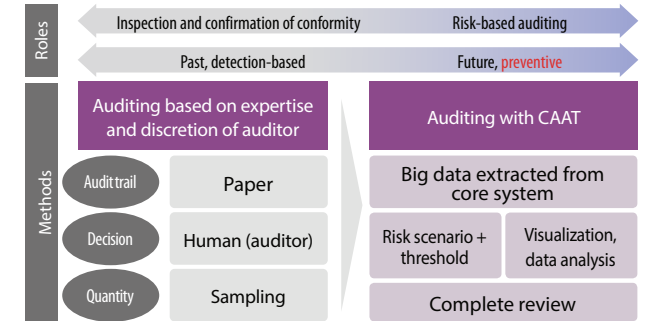 Roles
Inspection and confirmation of conformity
Risk-based auditing
Past, detection-based
Future, preventive
Methods
Auditing based on expertise
and discretion of auditor
Auditing with CAAT
Audit trail
Paper
Big data extracted from
core system
Decision
Human (auditor)
Risk scenario +
threshold
Visualization,
data analysis
Quantity
Sampling
Complete review